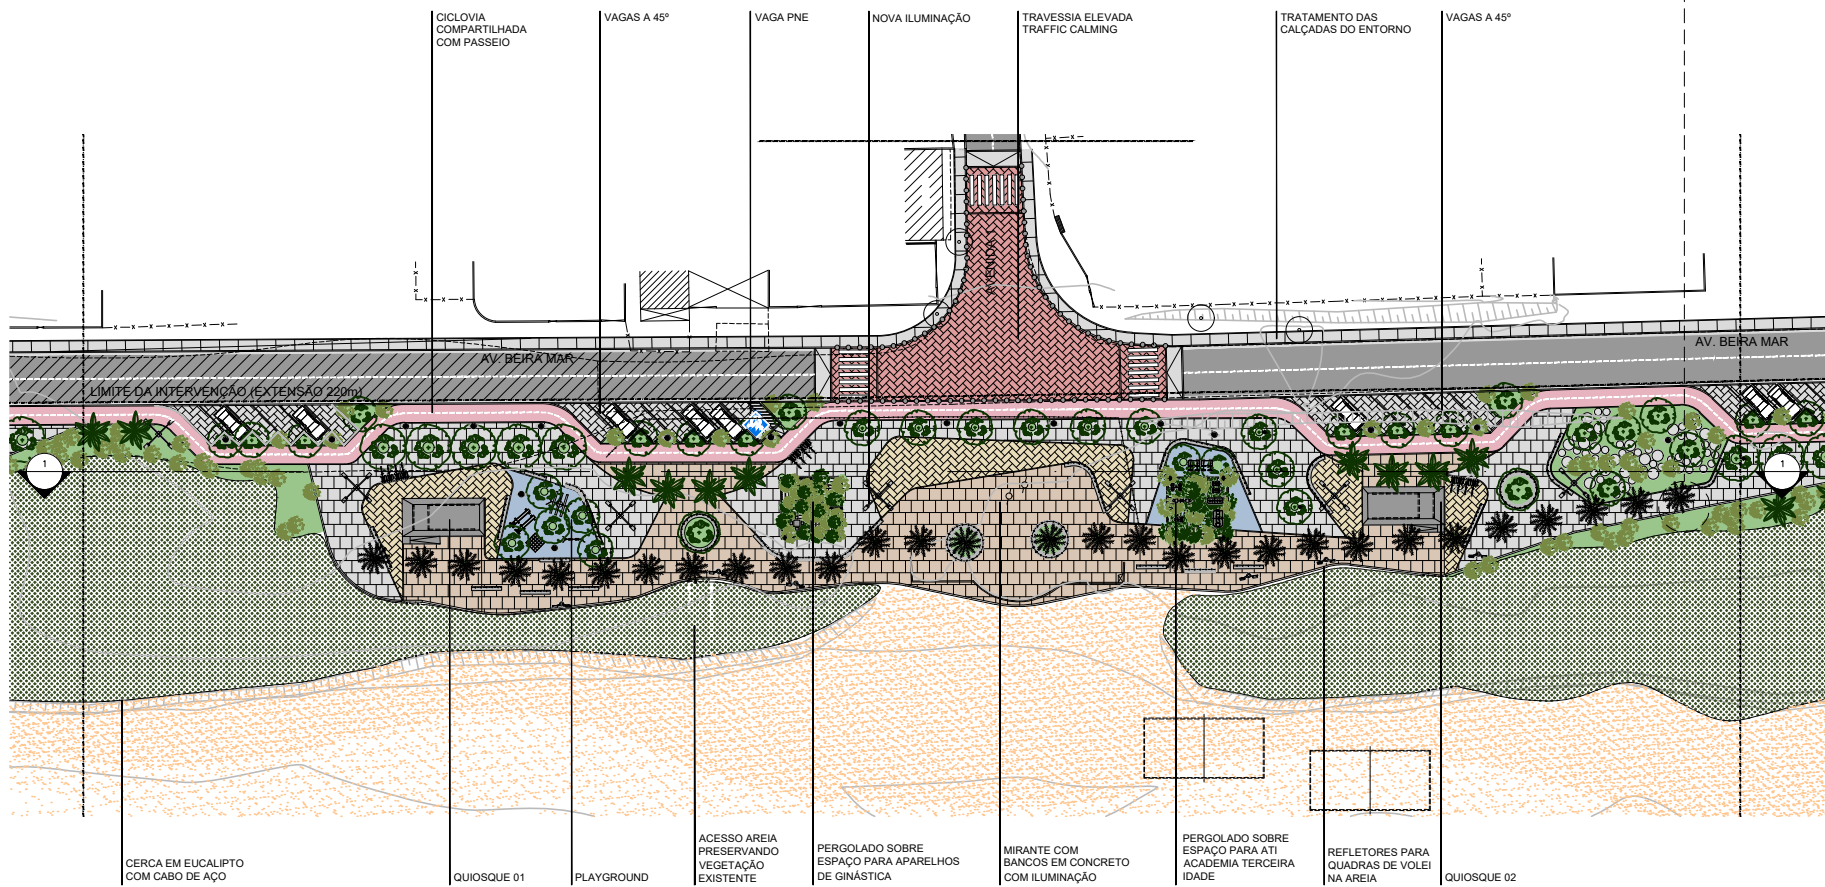 CICLOVIA
COMPARTILHADA
COM PASSEIO
VAGAS A 45º
VAGA PNE
NOVA ILUMINAÇÃO
TRAVESSIA ELEVADA
TRAFFIC CALMING
TRATAMENTO DAS
CALÇADAS DO ENTORNO
VAGAS A 45º
AV. BEIRA MAR
AV. BEIRA MAR
LIMITE DA INTERVENÇÃO (EXTENSÃO 220m)
1
1
CERCA EM EUCALIPTO
COM CABO DE AÇO
QUIOSQUE 01
PLAYGROUND
ACESSO AREIA
PRESERVANDO
VEGETAÇÃO
EXISTENTE
PERGOLADO SOBRE
ESPAÇO PARA APARELHOS
DE GINÁSTICA
MIRANTE COM
BANCOS EM CONCRETO
COM ILUMINAÇÃO
PERGOLADO SOBRE
ESPAÇO PARA ATI
ACADEMIA TERCEIRA
IDADE
REFLETORES PARA
QUADRAS DE VOLEI
NA AREIA
QUIOSQUE 02